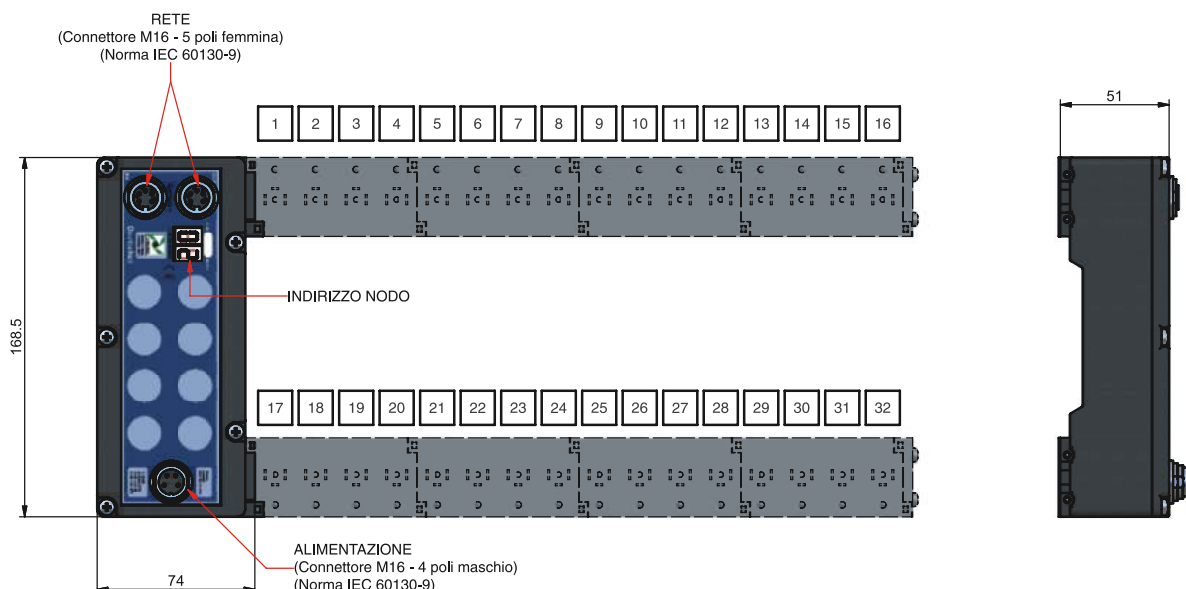 RETE
(Connettore M16 - 5 poli femmina)
(Norma IEC 60130-9)
1 2 3 4 5 6 7 8 9 10 11 12 13 14 15 16
51
INDIRIZZO NODO
168.5
17 18 19 20 21 22 23 24 25 26 27 28 29 30 31 32
ALIMENTAZIONE
(Connettore M16 - 4 poli maschio)
(Norma IEC 60130-9)
74